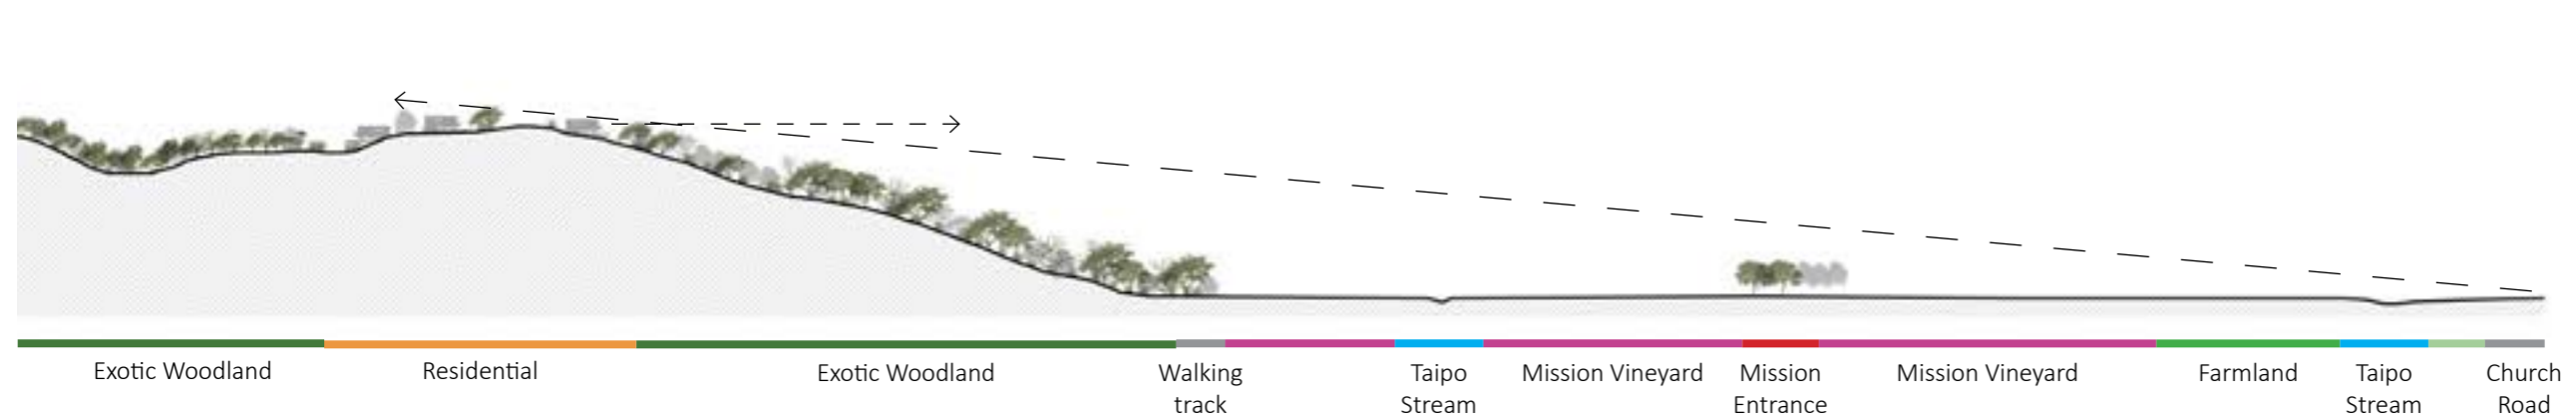 Exotic Woodland
Residential
Exotic Woodland
Walking
track
Taipo
Stream
Mission Vineyard
Mission
Entrance
Mission Vineyard
Farmland
Taipo
Stream
Church
Road